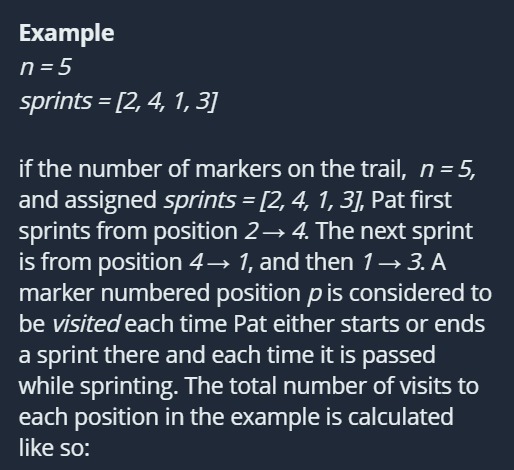 Example
n = 5
sprints = [2, 4, 1, 3]
if the number of markers on the trail, n = 5,
and assigned sprints = [2, 4, 1, 3], Pat first
sprints from position 2→ 4. The next sprint
is from position 4→ 1, and then 1→ 3. A
marker numbered position p is considered to
be visited each time Pat either starts or ends
a sprint there and each time it is passed
while sprinting. The total number of visits to
each position in the example is calculated
like so: